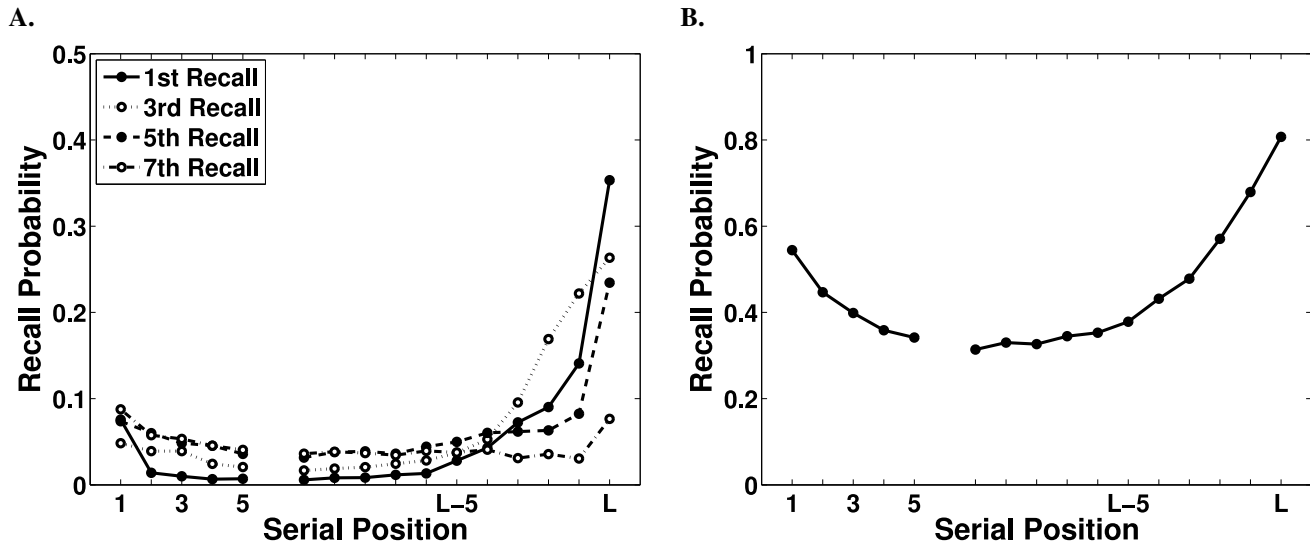 A.
Recall Probability
0.5
0.4
0.3
0.2
0.1
0
1st Recall
3rd Recall
5th Recall
7th Recall
1
3
5
L−5
L
Serial Position
B.
Recall Probability
1
0.8
0.6
0.4
0.2
0
1
3
5
L−5
L
Serial Position